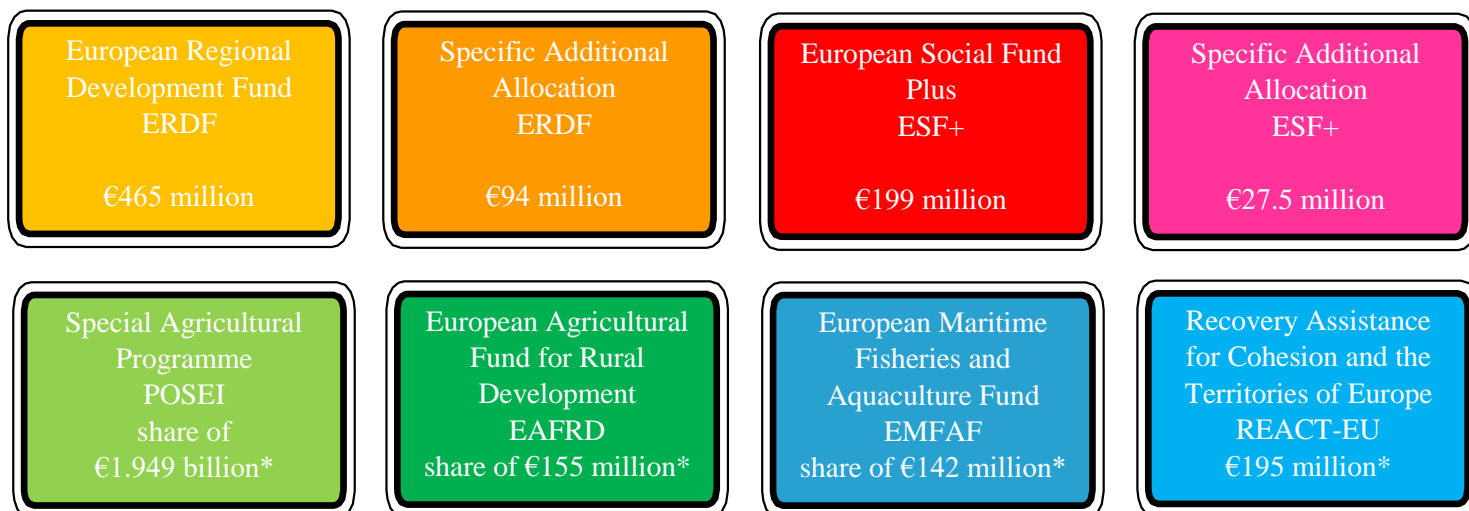 European Regional
Development Fund
ERDF
€465 million
Specific Additional
Allocation
ERDF
€94 million
European Social Fund
Plus
ESF+
€199 million
Specific Additional
Allocation
ESF+
€27.5 million
Special Agricultural
Programme
POSEI
share of
€1.949 billion*
European Agricultural
Fund for Rural
Development
EAFRD
share of €155 million*
European Maritime
Fisheries and
Aquaculture Fund
EMFAF
share of €142 million*
Recovery Assistance
for Cohesion and the
Territories of Europe
REACT-EU
€195 million*